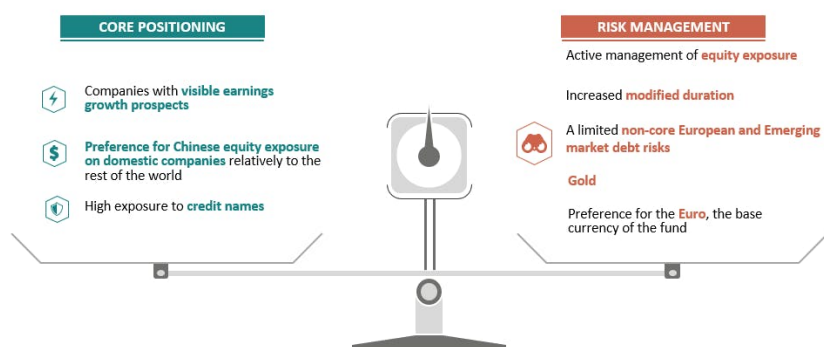 CORE POSITIONING
Companies with visible earnings
growth prospects
$
Preference for Chinese equity exposure
on domestic companies relatively to the
rest of the world
High exposure to credit names
RISK MANAGEMENT
Active management of equity exposure
Increased modified duration
A limited non-core European and Emerging
market debt risks
Gold
Preference for the Euro, the base
currency of the fund